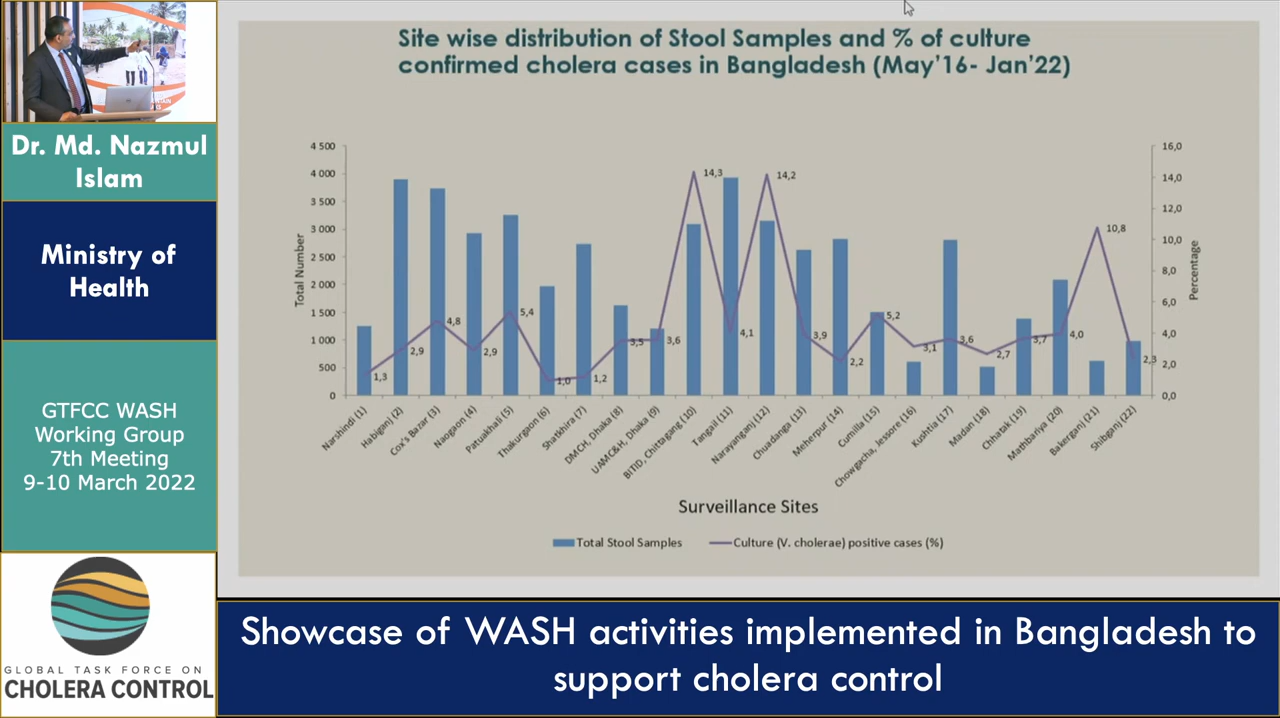 Site wise distribution of Stool Samples and % of culture
confirmed cholera cases in Bangladesh (May'16- Jan'22)
Dr. Md. Nazmul
Islam
Ministry of
Health
GTFCC WASH
Working Group
7th Meeting
9-10 March 2022
GLOBAL TASK FORCE ON
CHOLERA CONTROL
Total Number
4 500
4 000
3 500
3 000
2 500
2 000
1 500
1 000
500
0
16,0
14,0
12,0
10,0
8,0
6,0
4,0
2,0
0,0
Percentage
1,3
2,9
4,8
2,9
5,4
1,0
1,2
3,5
3,6
14,3
4,1
14,2
3,9
2,2
5,2
3,1
3,6
2,7
3,7
4,0
10,8
2,3
Narshindi (1)
Habiganj (2)
Cox's Bazar (3)
Naogaon (4)
Patuakhali (5)
Thakurgaon (6)
Shatkhira (7)
DMCH, Dhaka (8)
UAMC&H, Dhaka (9)
BITID, Chittagang (10)
Tangail (11)
Narayanganj (12)
Chuadanga (13)
Meherpur (14)
Cumilla (15)
Chowgacha, Jessore (16)
Kushtia (17)
Madan (18)
Chhatak (19)
Mathbariya (20)
Bakerganj (21)
Shibganj (22)
Surveillance Sites
Total Stool Samples
Culture (V. cholerae) positive cases (%)
Showcase of WASH activities implemented in Bangladesh to
support cholera control